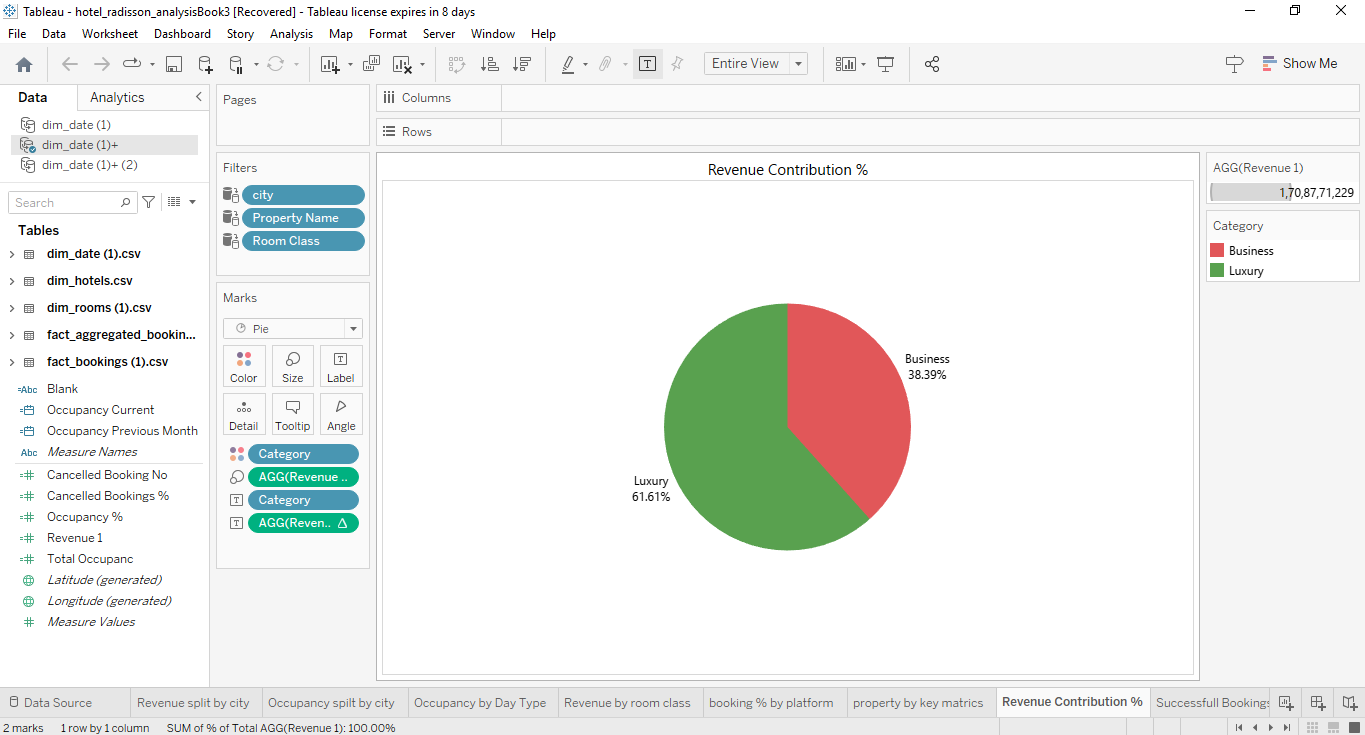 Tableau - hotel_radisson_analysisBook3 [Recovered] - Tableau license expires in 8 days
File Data Worksheet Dashboard Story Analysis Map Format Server Window Help
Entire View
Show Me
Data Analytics
dim_date (1)
dim_date (1)+
dim_date (1)+ (2)
Search
Tables
dim_date (1).csv
dim_hotels.csv
dim_rooms (1).csv
fact_aggregated_bookin...
fact_bookings (1).csv
Abc Blank
Occupancy Current
Occupancy Previous Month
Abc Measure Names
Cancelled Booking No
Cancelled Bookings %
Occupancy %
Revenue 1
Total Occupanc
Latitude (generated)
Longitude (generated)
Measure Values
Pages
Filters
city
Property Name
Room Class
Marks
Pie
Color Size Label
Detail Tooltip Angle
Category
AGG(Revenue ..
Category
AGG(Reven..
Columns
Rows
Revenue Contribution %
Business
38.39%
Luxury
61.61%
AGG(Revenue 1)
1,70,87,71,229
Category
Business
Luxury
Data Source Revenue split by city Occupancy spilt by city Occupancy by Day Type Revenue by room class booking % by platform property by key matrics Revenue Contribution % Successfull Bookings
2 marks 1 row by 1 column SUM of % of Total AGG(Revenue 1): 100.00%